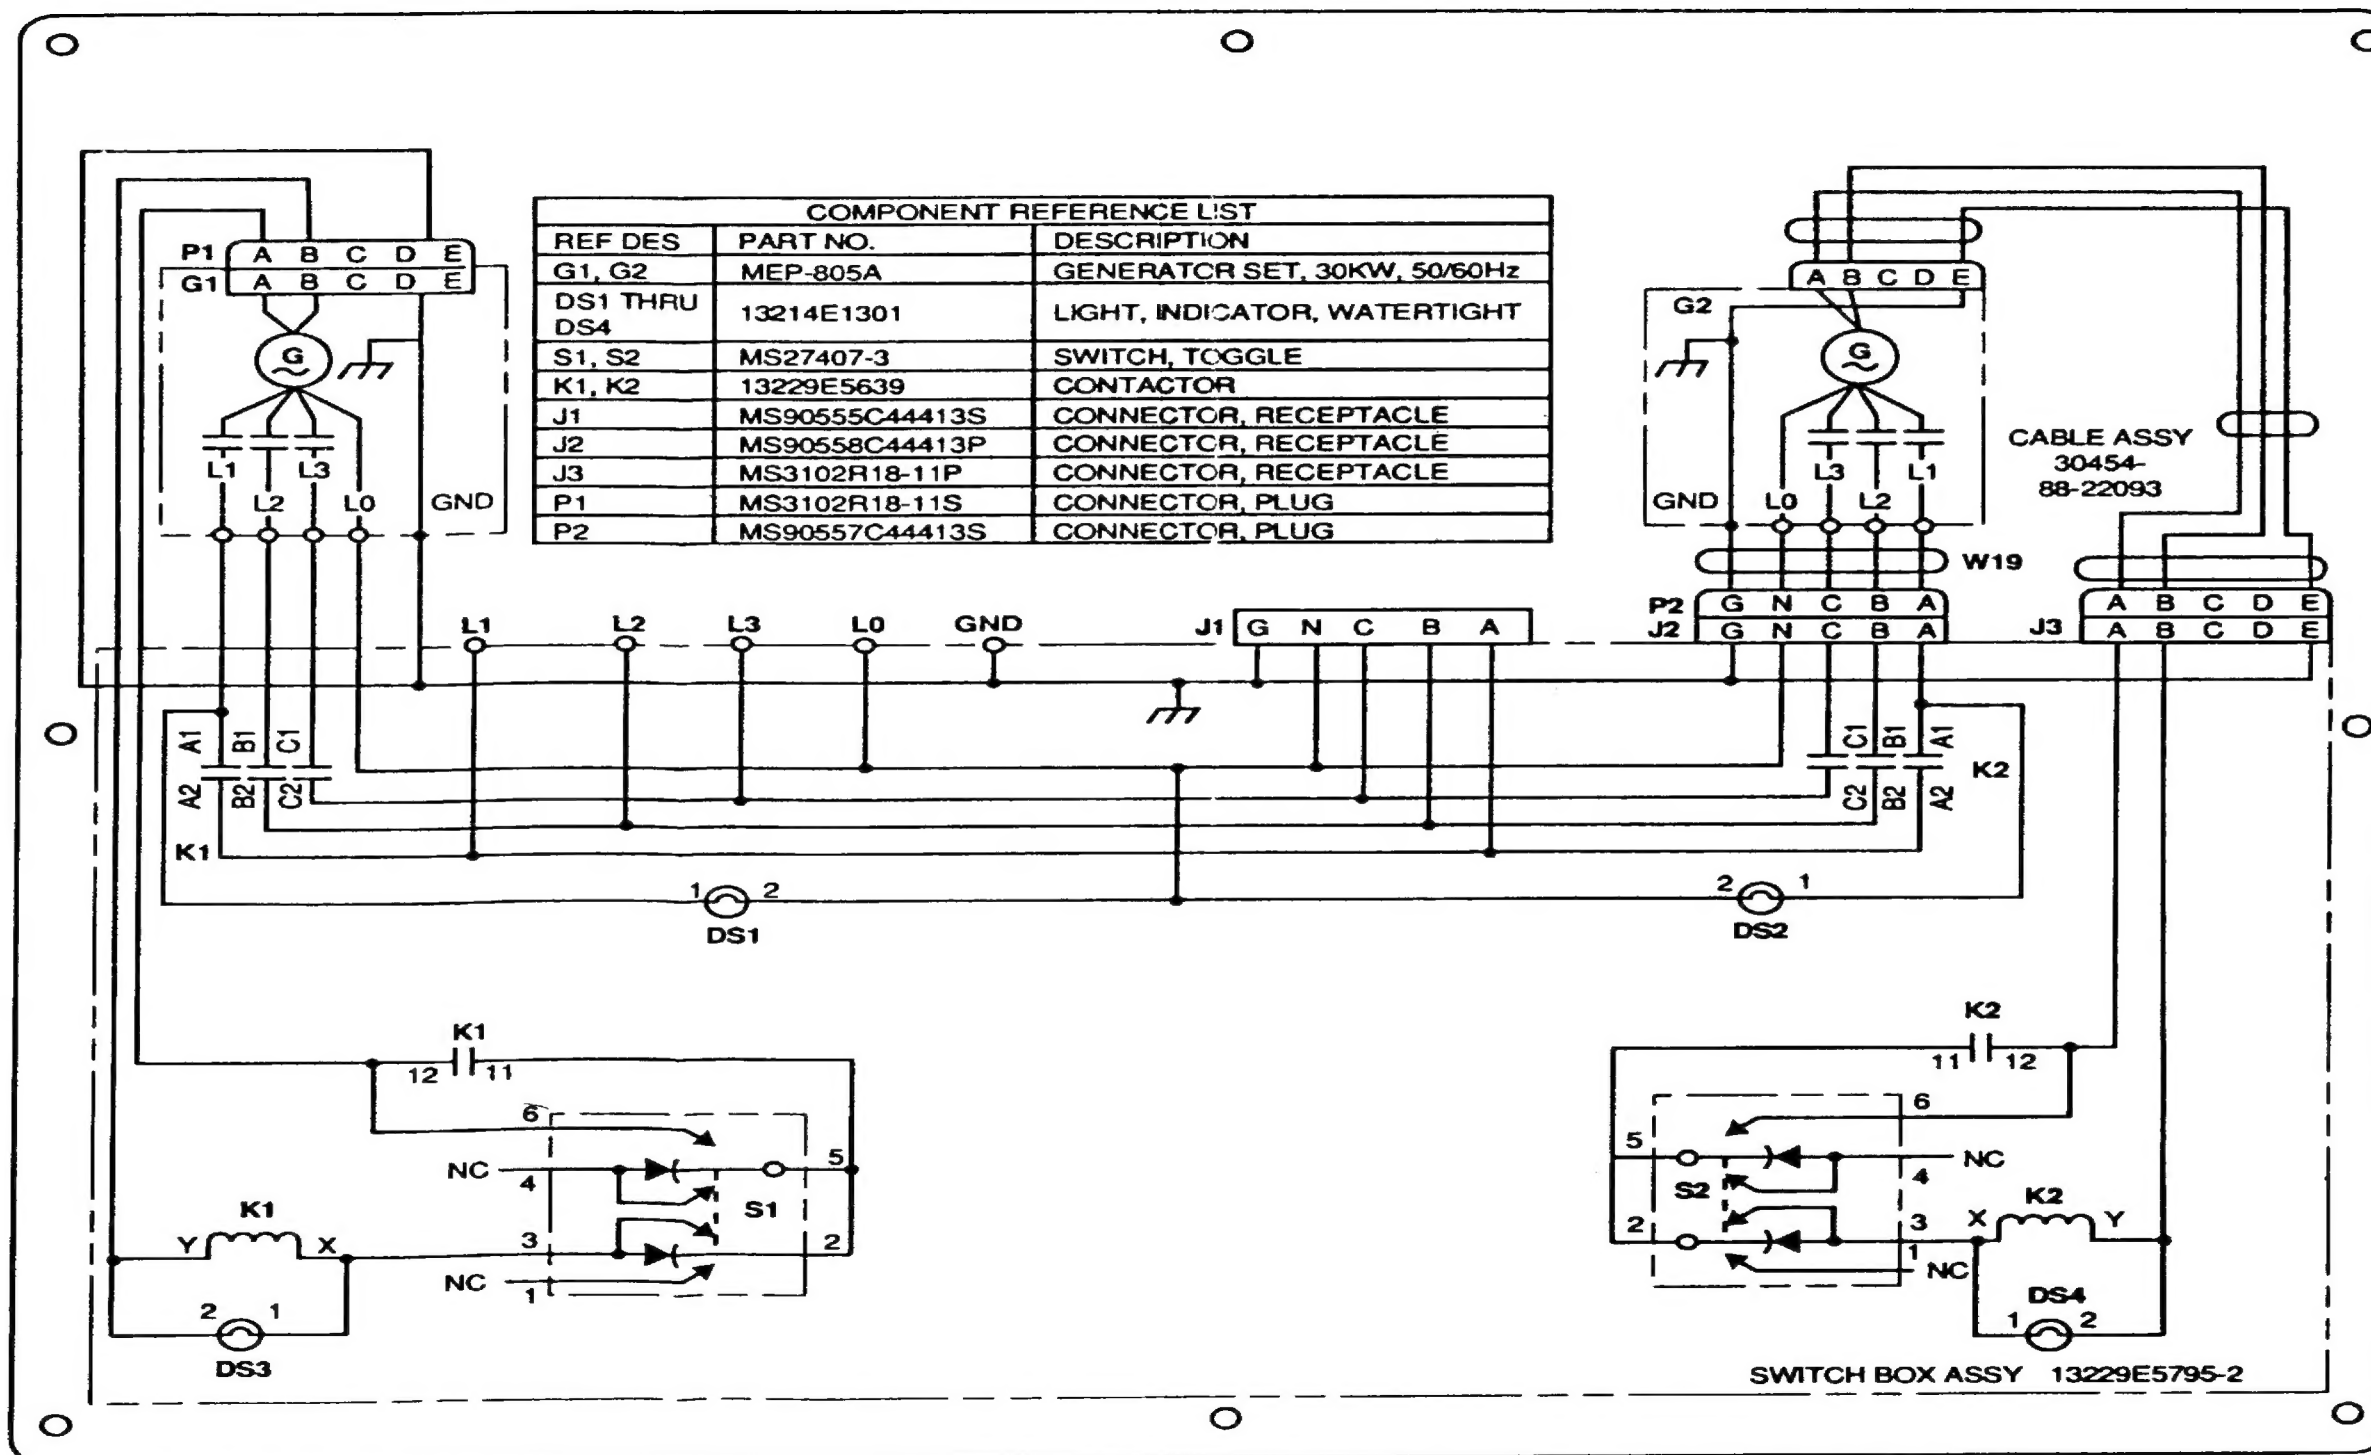 COMPONENT REFERENCE LIST
REF DES PART NO. DESCRIPTION
G1, G2 MEP-805A GENERATOR SET, 30KW, 50/60Hz
DS1 THRU DS4 13214E1301 LIGHT, INDICATOR, WATERTIGHT
S1, S2 MS27407-3 SWITCH, TOGGLE
K1, K2 13229E5639 CONTACTOR
J1 MS90555C44413S CONNECTOR, RECEPTACLE
J2 MS90558C44413P CONNECTOR, RECEPTACLE
J3 MS3102R18-11P CONNECTOR, RECEPTACLE
P1 MS3102R18-11S CONNECTOR, PLUG
P2 MS90557C44413S CONNECTOR, PLUG
P1 A B C D E
G1 A B C D E
G
L1 L3
L2 L0 GND
A B C D E
G2
G
L3 L1
GND L0 L2
CABLE ASSY
30454-
88-22093
W19
P2 G N C B A
J2 G N C B A
A B C D E
J3 A B C D E
L1 L2 L3 L0 GND
J1 G N C B A
A1 B1 C1
A2 B2 C2
K1
C1 B1 A1
K2
C2 B2 A2
1 2
DS1
2 1
DS2
K1
12 11
6
NC 4 5
S1
K1
Y X 3 2
NC 1
2 1
DS3
K2
11 12
6
5 NC
4
S2 K2
2 3 X Y
1 NC
DS4
1 2
SWITCH BOX ASSY 13229E5795-2